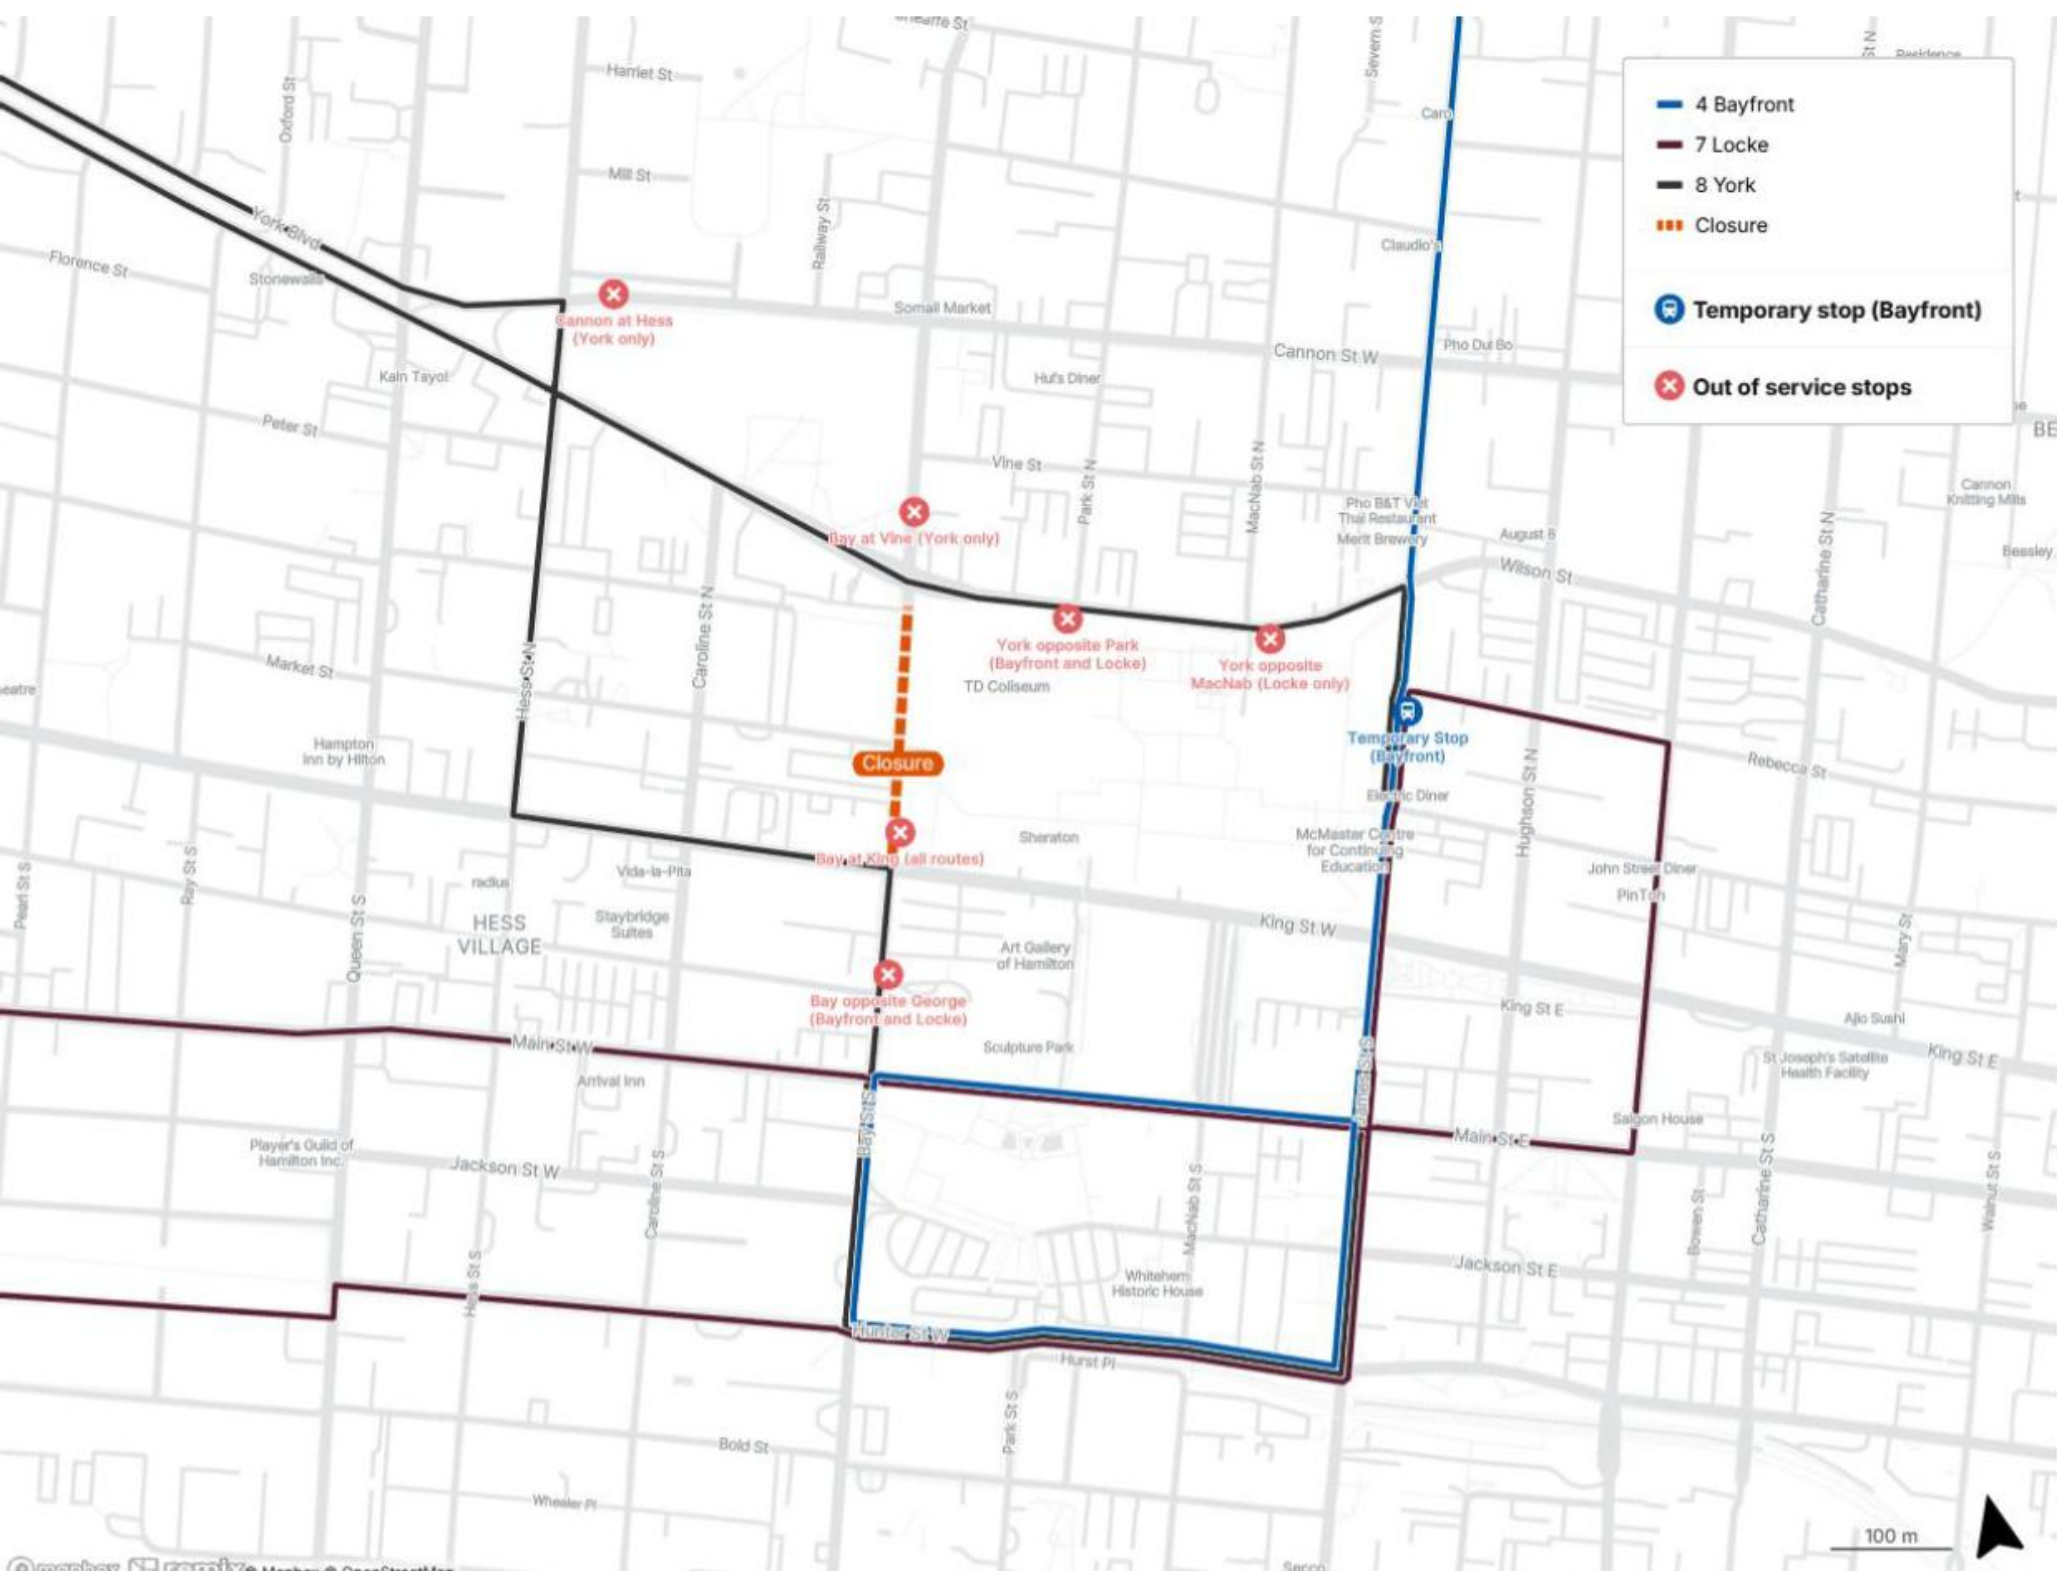 Harriet St
Oxford St
Mill St
Railway St
York Blvd
Florence St
Stonewalls
Cannon at Hess
(York only)
Somali Market
Claudio's
4 Bayfront
7 Locke
8 York
Closure
Temporary stop (Bayfront)
Out of service stops
Cannon St W
Pho Dui Bo
Kain Tayo!
Hut's Diner
Peter St
Vine St
Park St N
MacNab St N
Pho B&T Viet
Thai Restaurant
Merit Brewery
August 8
Wilson St
Cannon
Knitting Mills
Catharine St N
Beasley
Bay at Vine (York only)
Caroline St N
Hess St N
Market St
York opposite Park
(Bayfront and Locke)
York opposite
MacNab (Locke only)
TD Coliseum
Hampton
Inn by Hilton
Closure
Temporary Stop
(Bayfront)
Electric Diner
Hughson St N
Rebecca St
Sheraton
McMaster Centre
for Continuing
Education
Bay at King (all routes)
Vida-la-Pita
John Street Diner
PinToh
Pearl St S
Ray St S
Queen St S
radius
HESS
VILLAGE
Staybridge
Suites
Art Gallery
of Hamilton
King St W
Mary St
Bay opposite George
(Bayfront and Locke)
King St E
Ajio Sushi
King St E
Main St W
Arrival Inn
Sculpture Park
James St S
St Joseph's Satellite
Health Facility
Bay St S
Saigon House
Main St E
Player's Guild of
Hamilton Inc.
Jackson St W
Caroline St S
MacNab St S
Catharine St S
Bowen St
Walnut St S
Hess St S
Whitehern
Historic House
Jackson St E
Hunter St W
Hurst Pl
Park St S
Bold St
Wheeler Pl
100 m
mapbox remix © Mapbox © OpenStreetMap